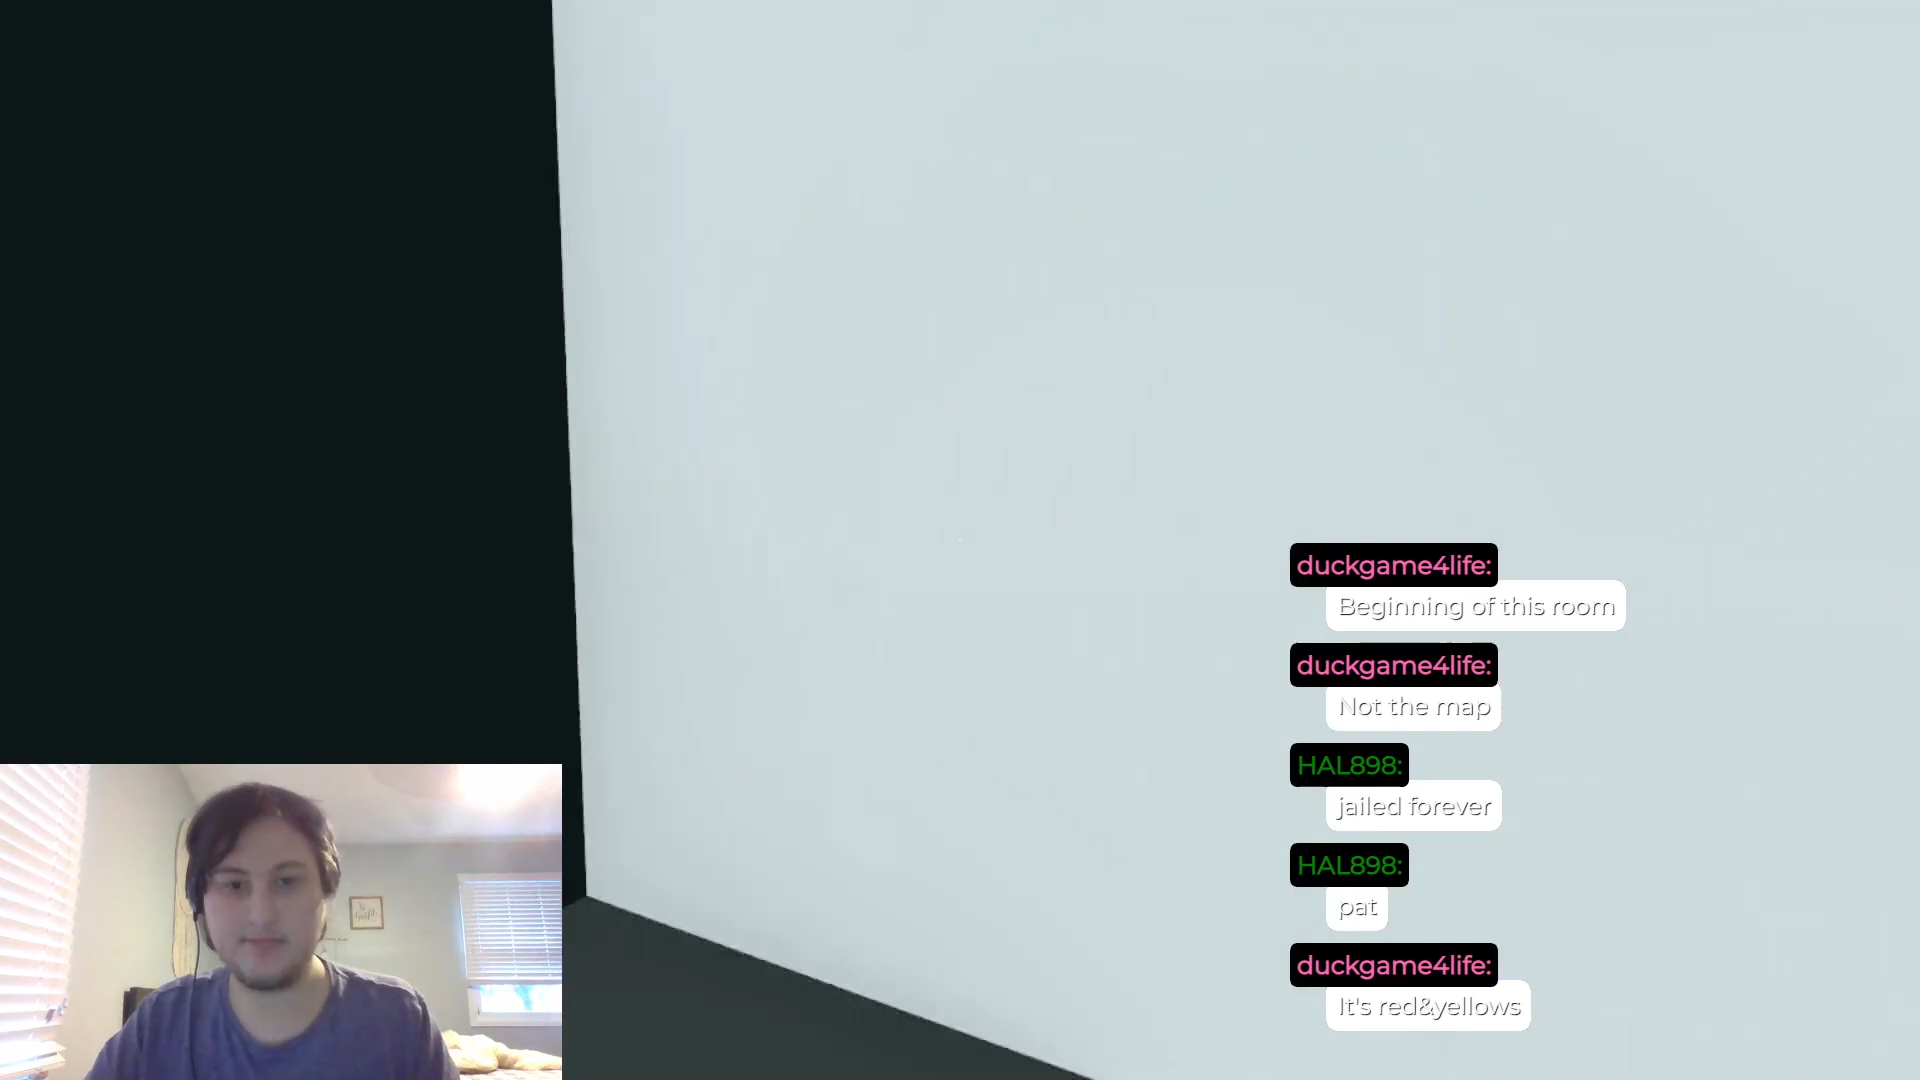 duckgame4life:
Beginning of this room
duckgame4life:
Not the map
HAL898:
jailed forever
HAL898:
pat
duckgame4life:
It's red&yellows